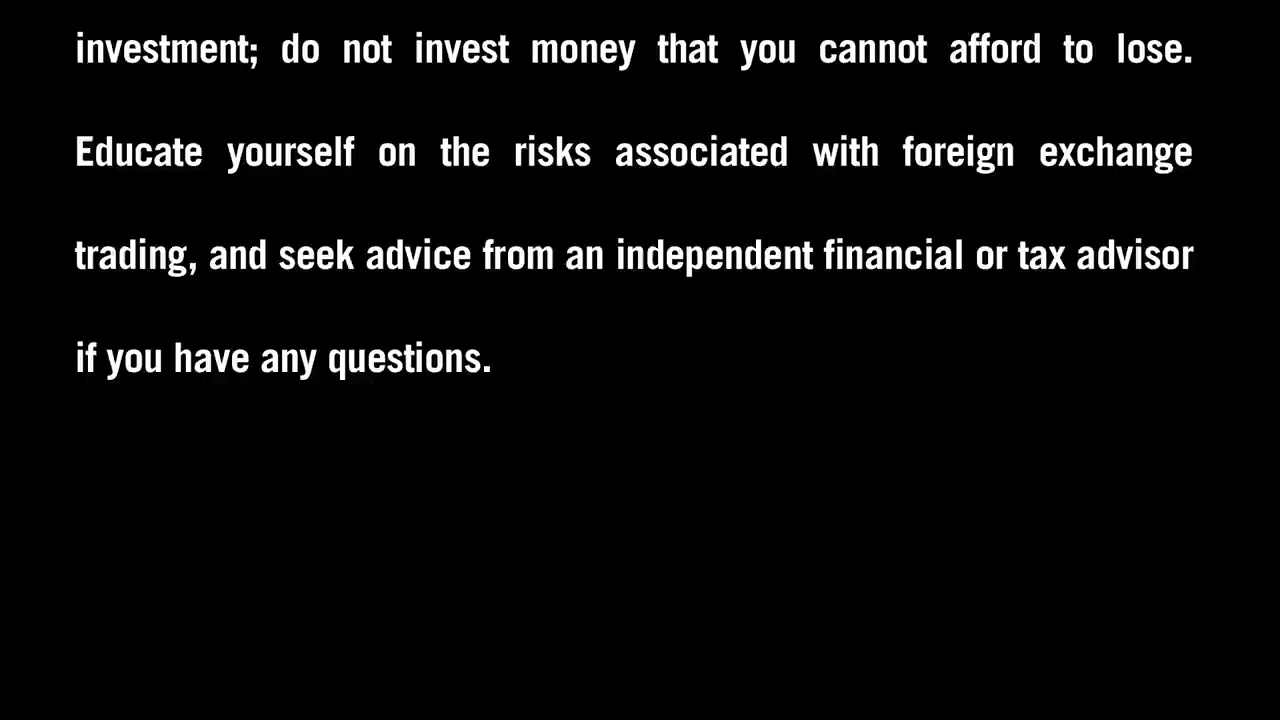 investment; do not invest money that you cannot afford to lose.
Educate yourself on the risks associated with foreign exchange
trading, and seek advice from an independent financial or tax advisor
if you have any questions.